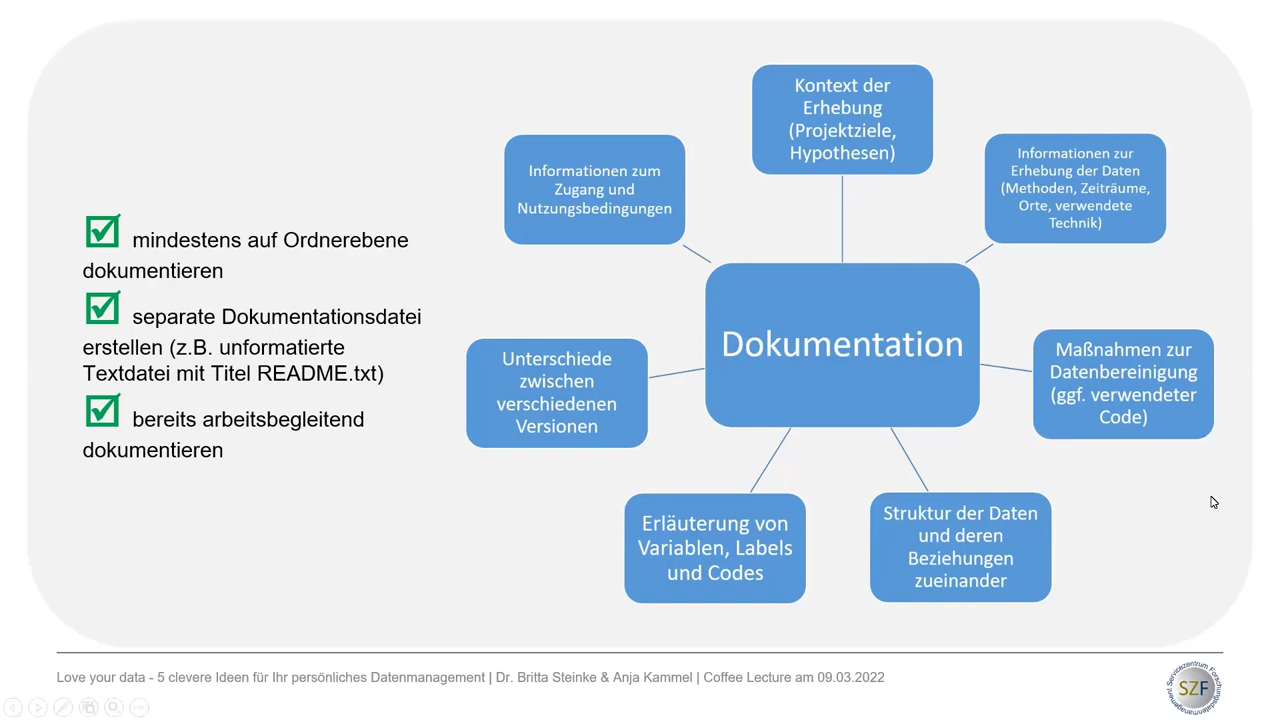 mindestens auf Ordnerebene
dokumentieren
separate Dokumentationsdatei
erstellen (z.B. unformatierte
Textdatei mit Titel README.txt)
bereits arbeitsbegleitend
dokumentieren
Kontext der
Erhebung
(Projektziele,
Hypothesen)
Informationen zur
Erhebung der Daten
(Methoden, Zeiträume,
Orte, verwendete
Technik)
Maßnahmen zur
Datenbereinigung
(ggf. verwendeter
Code)
Struktur der Daten
und deren
Beziehungen
zueinander
Erläuterung von
Variablen, Labels
und Codes
Unterschiede
zwischen
verschiedenen
Versionen
Informationen zum
Zugang und
Nutzungsbedingungen
Dokumentation
Love your data - 5 clevere Ideen für Ihr persönliches Datenmanagement | Dr. Britta Steinke & Anja Kammel | Coffee Lecture am 09.03.2022
Servicezentrum Forschungsdatenmanagement
SZF